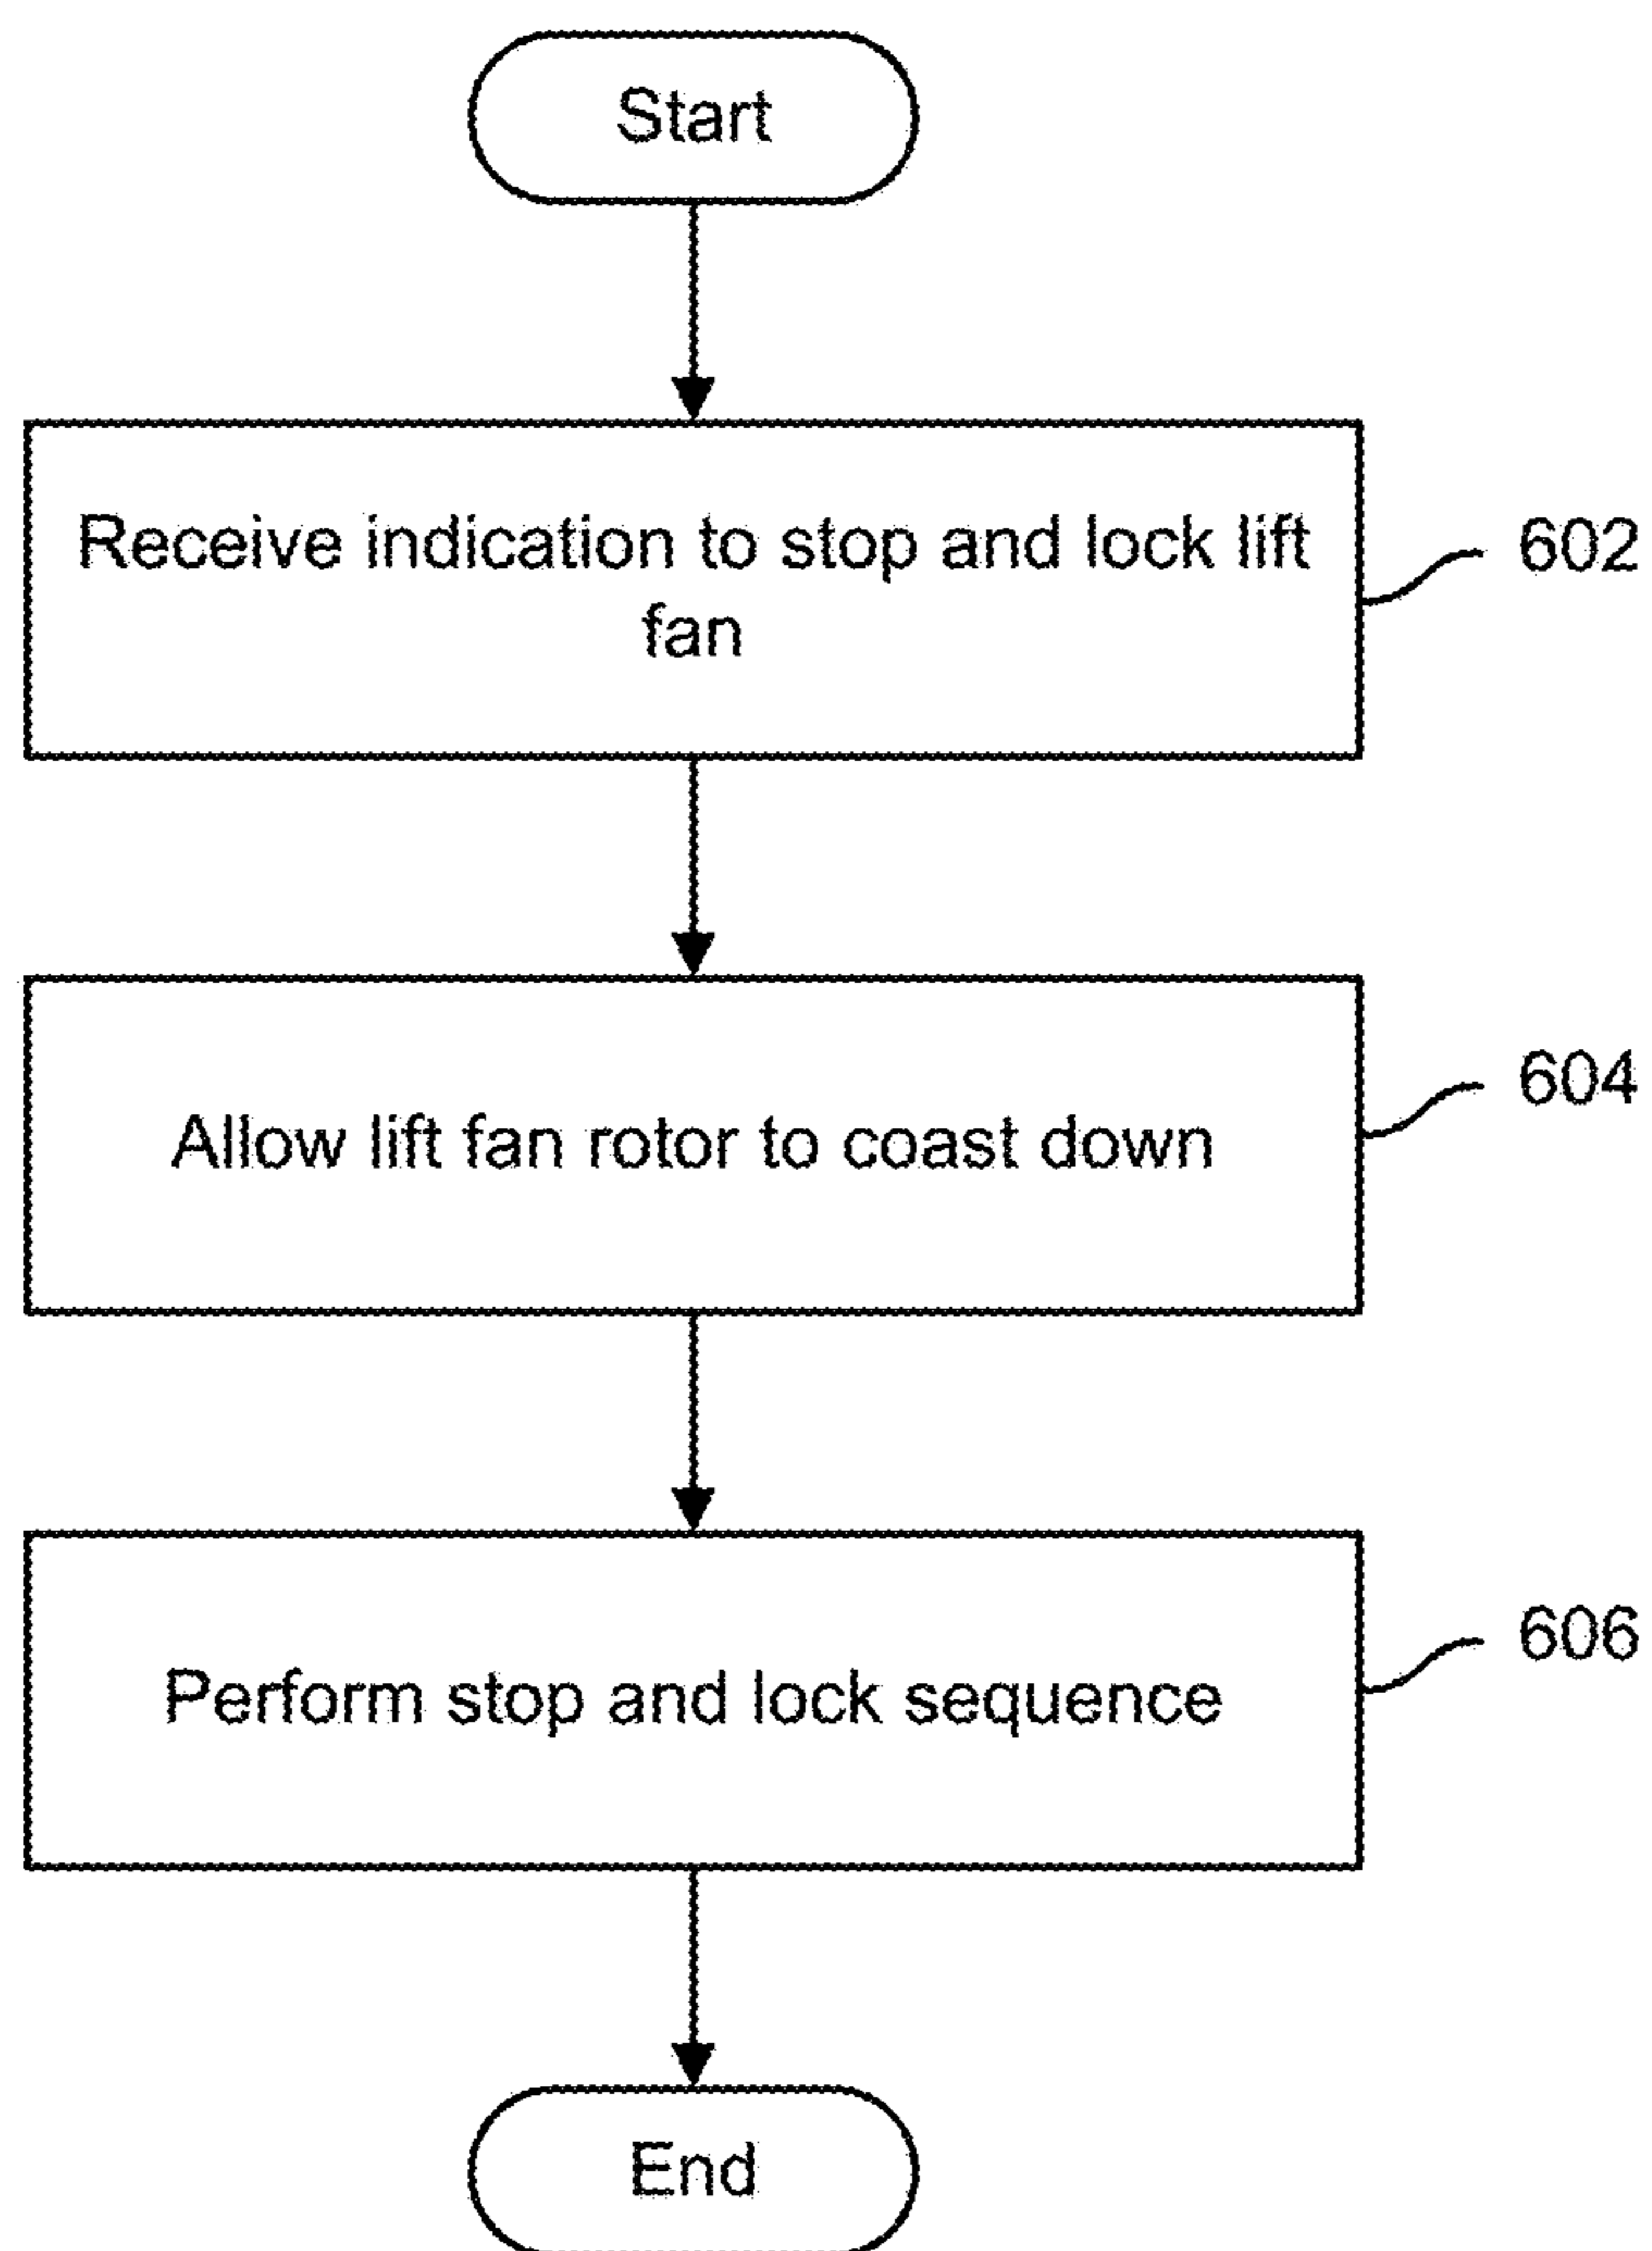 Start
Receive indication to stop and lock lift
fan
602
Allow lift fan rotor to coast down
604
Perform stop and lock sequence
606
End